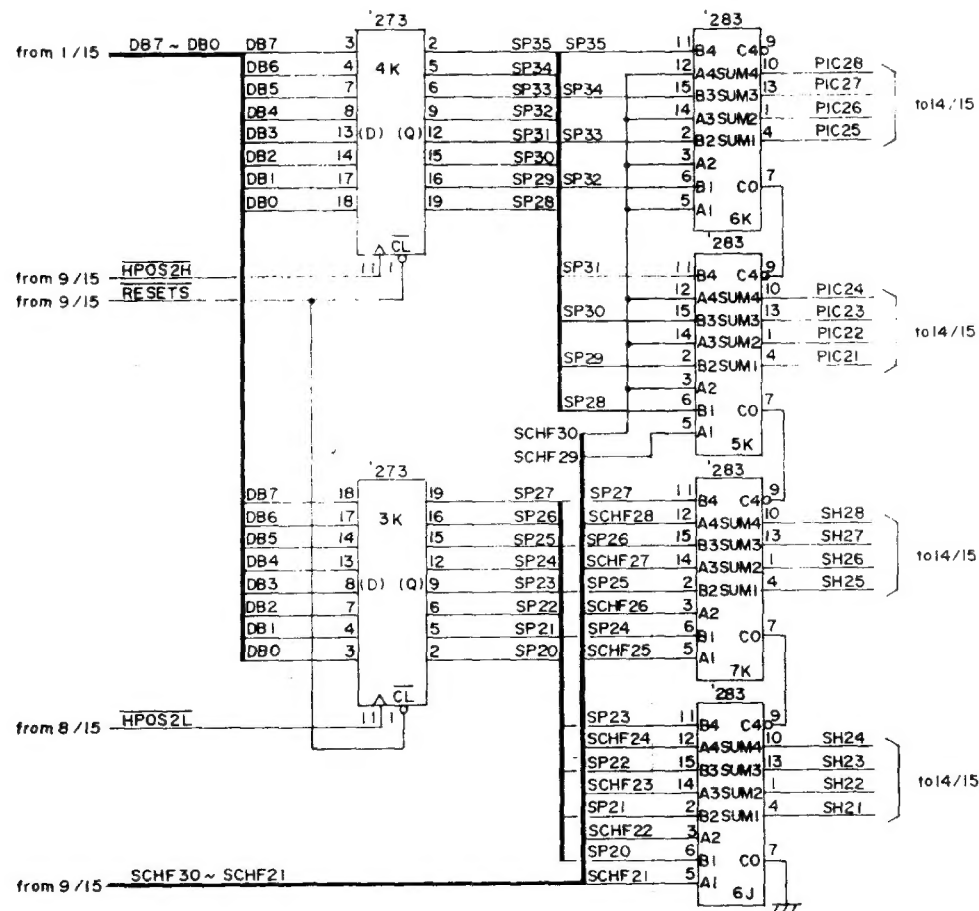 '273 '283
from 1/15 DB7 ~ DB0 DB7 3 2 SP35 SP35 11 B4 C4 9
DB6 4 4K 5 SP34 12 A4 SUM4 10 PIC28
DB5 7 6 SP33 SP34 15 B3 SUM3 13 PIC27
DB4 8 9 SP32 14 A3 SUM2 1 PIC26 to14/15
DB3 13 (D) (Q) 12 SP31 SP33 2 B2 SUM1 4 PIC25
DB2 14 15 SP30 3 A2
DB1 17 16 SP29 SP32 6 B1 C0 7
DB0 18 19 SP28 5 A1
6K
CL '283
11 1 SP31 11 B4 C4 9
from 9/15 HPOS2H
from 9/15 RESETS 12 A4 SUM4 10 PIC24
SP30 15 B3 SUM3 13 PIC23
14 A3 SUM2 1 PIC22 to14/15
SP29 2 B2 SUM1 4 PIC21
3 A2
SP28 6 B1 C0 7
SCHF30 5 A1
SCHF29 5K
'273 '283
DB7 18 19 SP27 SP27 11 B4 C4 9
DB6 17 3K 16 SP26 SCHF28 12 A4 SUM4 10 SH28
DB5 14 15 SP25 SP26 15 B3 SUM3 13 SH27
DB4 13 12 SP24 SCHF27 14 A3 SUM2 1 SH26 to14/15
DB3 8 (D) (Q) 9 SP23 SP25 2 B2 SUM1 4 SH25
DB2 7 6 SP22 SCHF26 3 A2
DB1 4 5 SP21 SP24 6 B1 C0 7
DB0 3 2 SP20 SCHF25 5 A1
7K
CL '283
11 1
from 8/15 HPOS2L SP23 11 B4 C4 9
SCHF24 12 A4 SUM4 10 SH24
SP22 15 B3 SUM3 13 SH23
SCHF23 14 A3 SUM2 1 SH22 to14/15
SP21 2 B2 SUM1 4 SH21
SCHF22 3 A2
SP20 6 B1 C0 7
from 9/15 SCHF30 ~ SCHF21 SCHF21 5 A1
6J